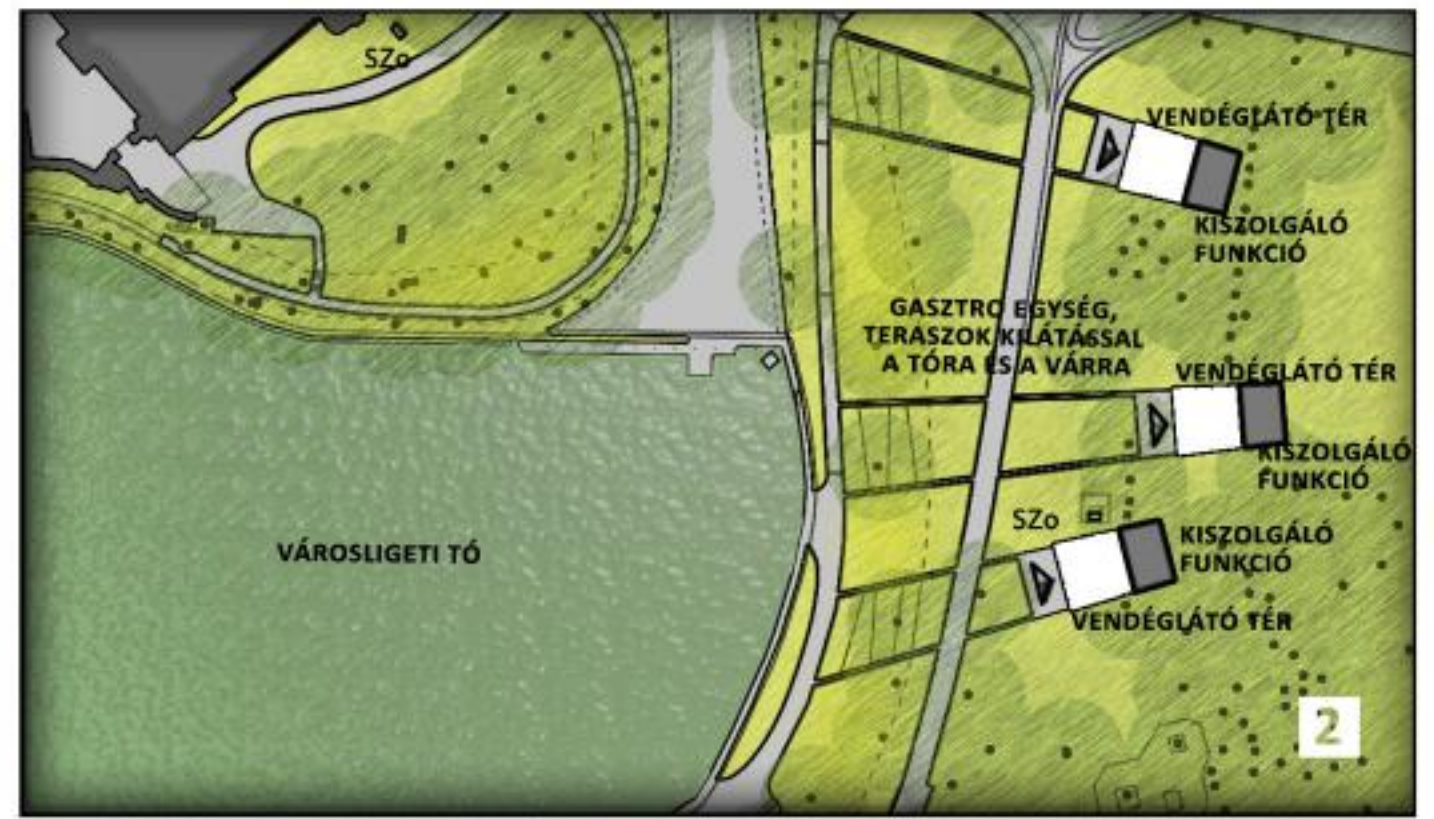 SZo
VENDÉGLÁTÓ TÉR
KISZOLGÁLÓ
FUNKCIÓ
GASZTRO EGYSÉG,
TERASZOK KILÁTÁSSAL
A TÓRA ÉS A VÁRRA
VENDÉGLÁTÓ TÉR
KISZOLGÁLÓ
FUNKCIÓ
SZo
KISZOLGÁLÓ
FUNKCIÓ
VÁROSLIGETI TÓ
VENDÉGLÁTÓ TÉR
2